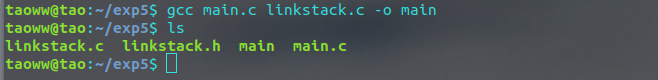 taoww@tao:~/exp5$ gcc main.c linkstack.c -o main
taoww@tao:~/exp5$ ls
linkstack.c  linkstack.h  main  main.c
taoww@tao:~/exp5$